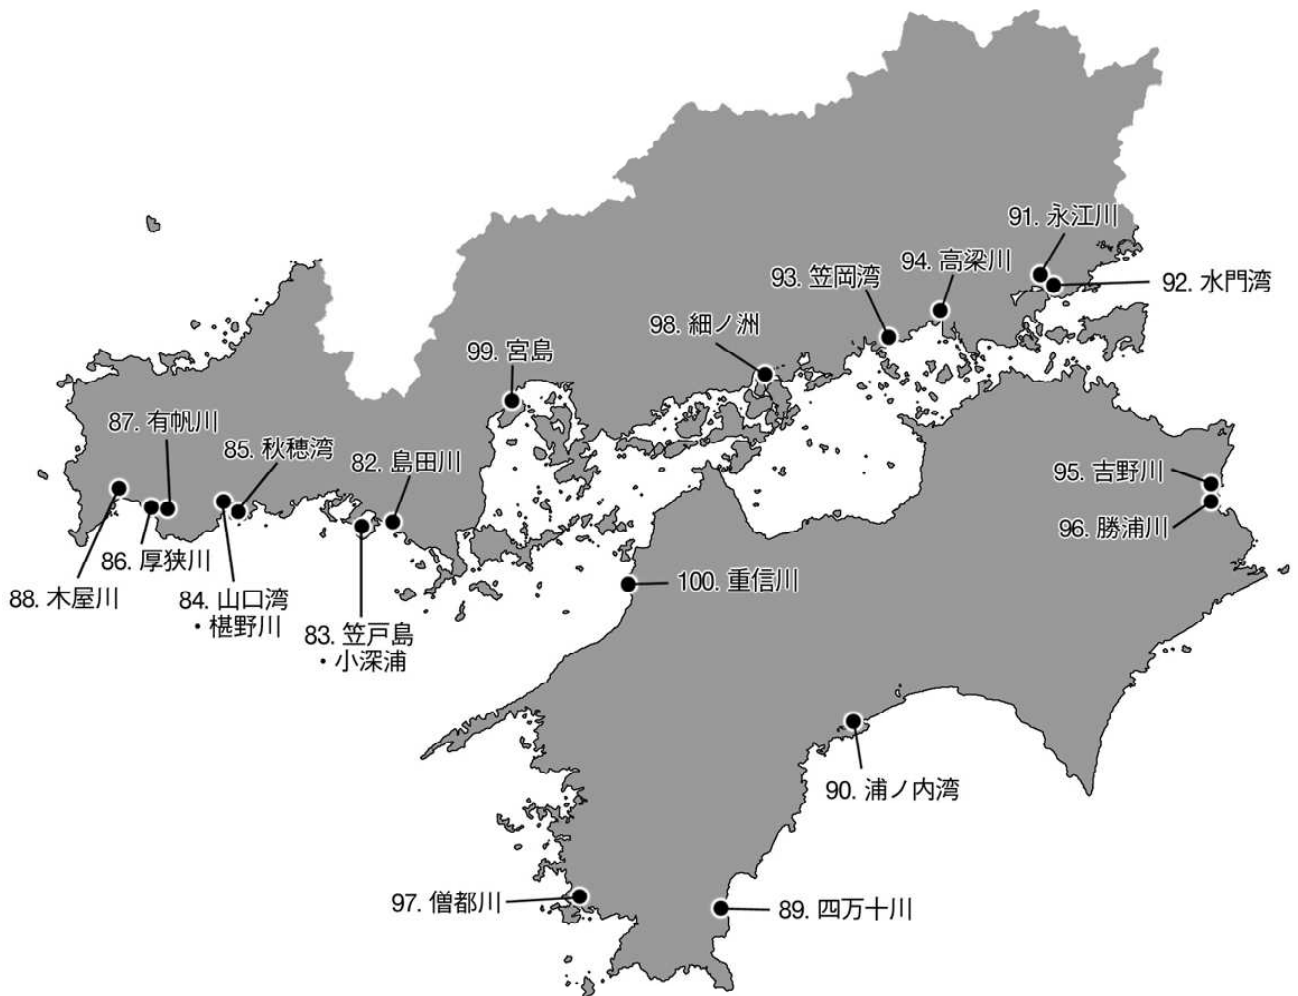 91. 永江川
94. 高梁川
93. 笠岡湾
92. 水門湾
98. 細ノ洲
99. 宮島
87. 有帆川
85. 秋穂湾
82. 島田川
95. 吉野川
96. 勝浦川
86. 厚狭川
88. 木屋川
84. 山口湾
・椹野川
83. 笠戸島
・小深浦
100. 重信川
90. 浦ノ内湾
97. 僧都川
89. 四万十川